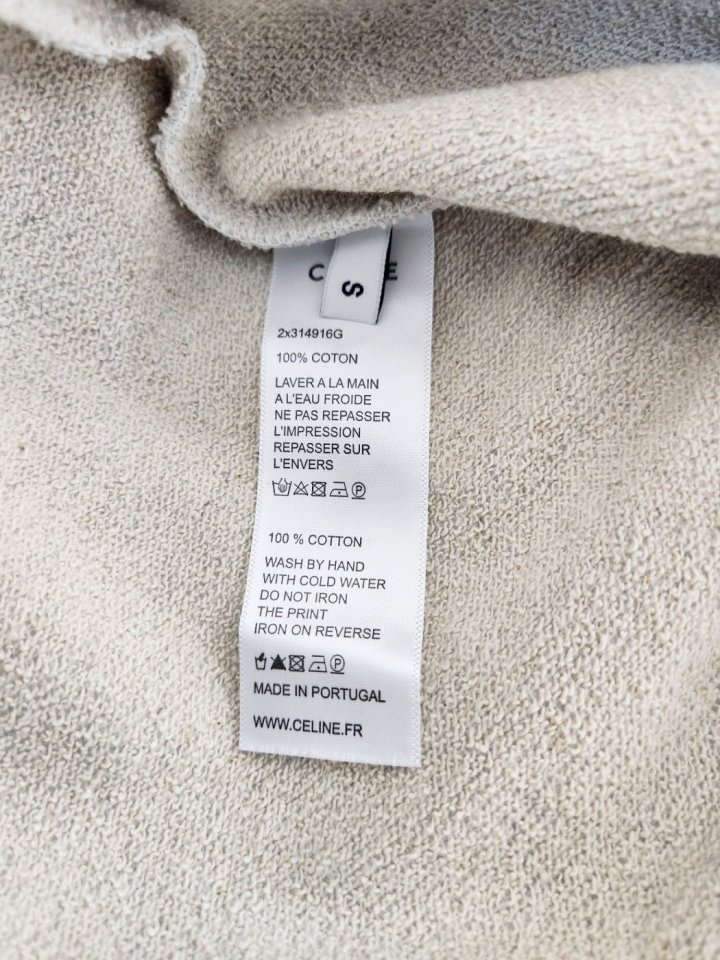 C E
S
2x314916G
100% COTON
LAVER A LA MAIN
A L'EAU FROIDE
NE PAS REPASSER
L'IMPRESSION
REPASSER SUR
L'ENVERS
P
100 % COTTON
WASH BY HAND
WITH COLD WATER
DO NOT IRON
THE PRINT
IRON ON REVERSE
P
MADE IN PORTUGAL
WWW.CELINE.FR